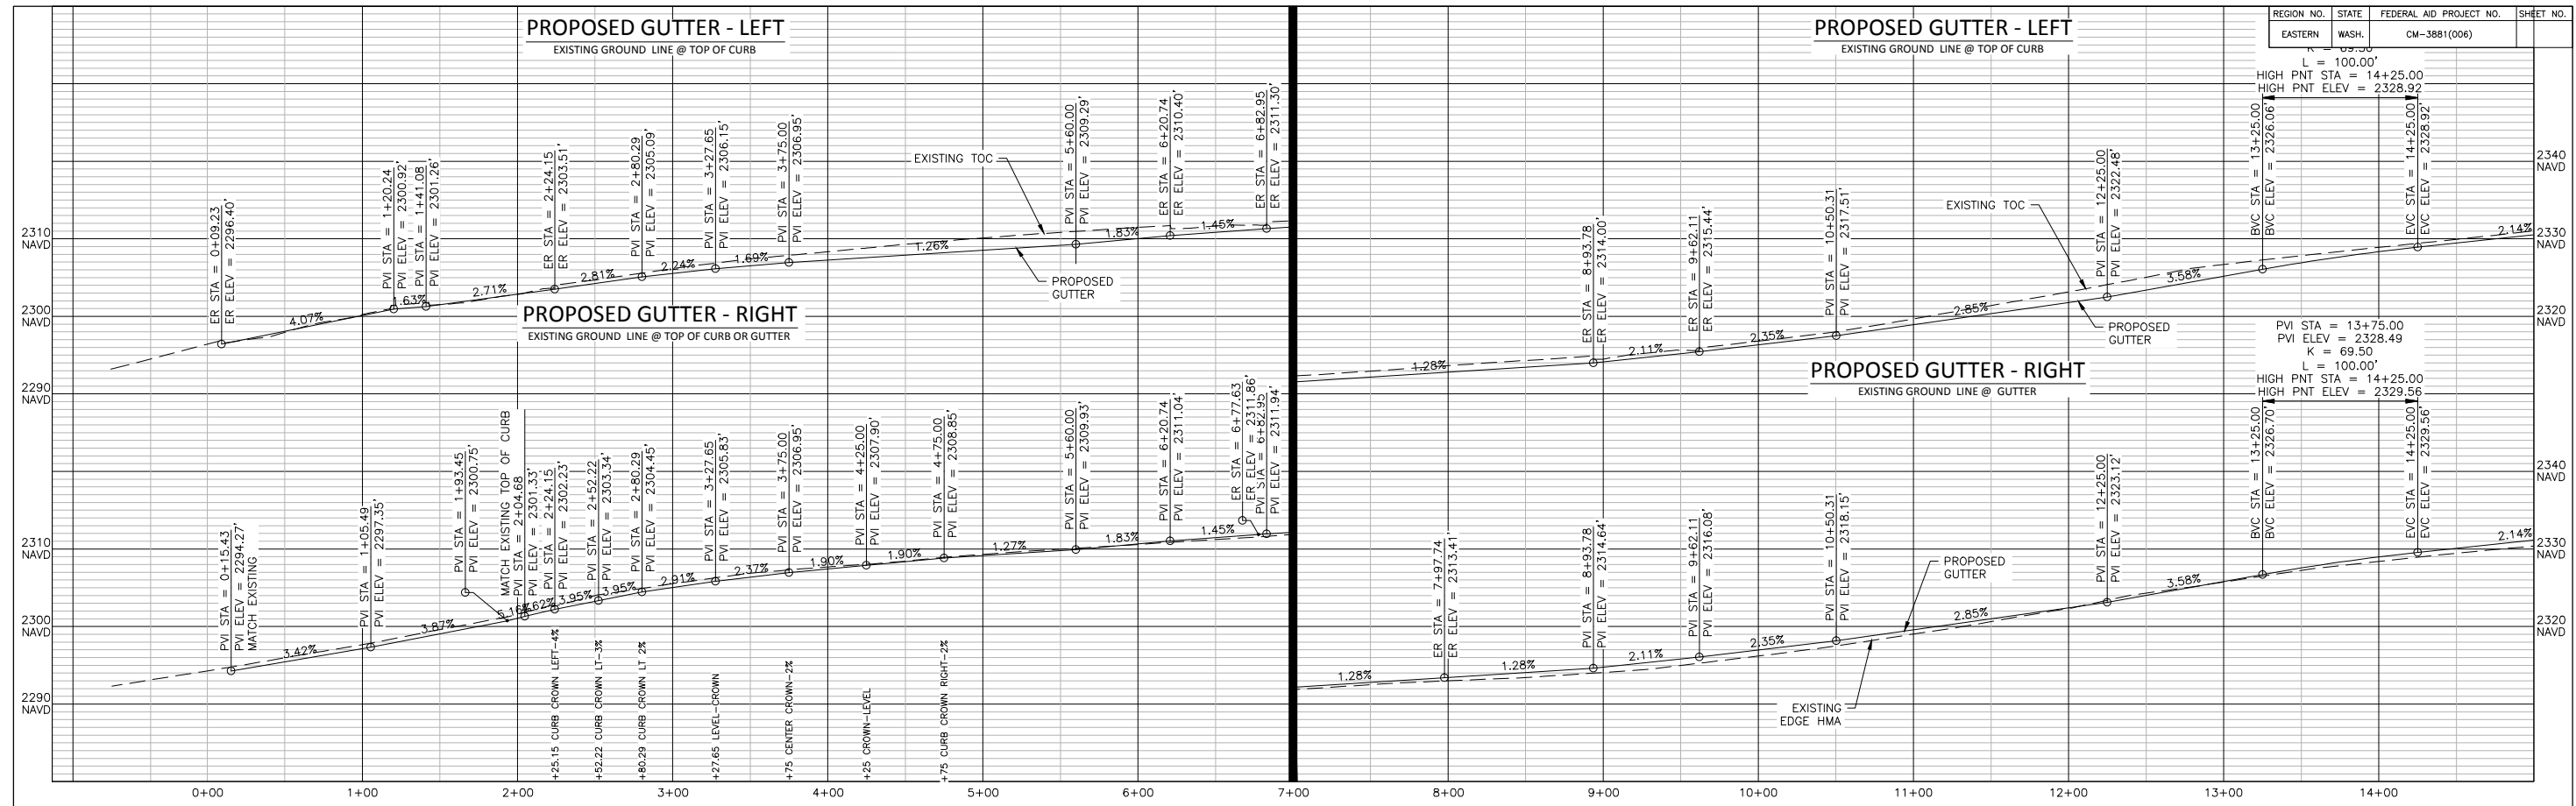 PROPOSED GUTTER - LEFT
EXISTING GROUND LINE @ TOP OF CURB
ER STA = 0+09.23
ER ELEV = 2296.40'
PVI STA = 1+20.24
PVI ELEV = 2300.92'
PVI STA = 1+41.08
PVI ELEV = 2301.26'
ER STA = 2+24.15
ER ELEV = 2303.51'
PVI STA = 2+80.29
PVI ELEV = 2305.09'
PVI STA = 3+27.65
PVI ELEV = 2306.15'
PVI STA = 3+75.00
PVI ELEV = 2306.95'
PVI STA = 5+60.00
PVI ELEV = 2309.29'
ER STA = 6+20.74
ER ELEV = 2310.40'
ER STA = 6+82.95
ER ELEV = 2311.30'
EXISTING TOC
PROPOSED
GUTTER
4.07%
1.63%
2.71%
2.81%
2.24%
1.69%
1.26%
1.83%
1.45%
2310
NAVD
2300
NAVD
2290
NAVD
PROPOSED GUTTER - RIGHT
EXISTING GROUND LINE @ TOP OF CURB OR GUTTER
PVI STA = 0+15.43
PVI ELEV = 2294.27'
MATCH EXISTING
PVI STA = 1+05.49
PVI ELEV = 2297.35'
PVI STA = 1+93.45
PVI ELEV = 2300.75'
MATCH EXISTING TOP OF CURB
PVI STA = 2+04.68
PVI ELEV = 2301.33'
PVI STA = 2+24.15
PVI ELEV = 2302.23'
PVI STA = 2+52.22
PVI ELEV = 2303.34'
PVI STA = 2+80.29
PVI ELEV = 2304.45'
PVI STA = 3+27.65
PVI ELEV = 2305.83'
PVI STA = 3+75.00
PVI ELEV = 2306.95'
PVI STA = 4+25.00
PVI ELEV = 2307.90'
PVI STA = 4+75.00
PVI ELEV = 2308.85'
PVI STA = 5+60.00
PVI ELEV = 2309.93'
PVI STA = 6+20.74
PVI ELEV = 2311.04'
ER STA = 6+77.63
ER ELEV = 2311.86'
PVI STA = 6+82.95
PVI ELEV = 2311.94'
3.42%
3.87%
5.16%
3.95%
3.95%
2.91%
2.37%
1.90%
1.90%
1.27%
1.83%
1.45%
2310
NAVD
2300
NAVD
2290
NAVD
+25.15 CURB CROWN LEFT-4%
+52.22 CURB CROWN LT-3%
+80.29 CURB CROWN LT 2%
+27.65 LEVEL-CROWN
+75 CENTER CROWN-2%
+25 CROWN-LEVEL
+75 CURB CROWN RIGHT-2%
PROPOSED GUTTER - LEFT
EXISTING GROUND LINE @ TOP OF CURB
REGION NO.
STATE
FEDERAL AID PROJECT NO.
SHEET NO.
EASTERN
WASH.
CM-3881(006)
L = 100.00'
HIGH PNT STA = 14+25.00
HIGH PNT ELEV = 2328.92
ER STA = 8+93.78
ER ELEV = 2314.00'
ER STA = 9+62.11
ER ELEV = 2315.44'
PVI STA = 10+50.31
PVI ELEV = 2317.51'
PVI STA = 12+25.00
PVI ELEV = 2322.48'
BVC STA = 13+25.00
BVC ELEV = 2326.06'
EVC STA = 14+25.00
EVC ELEV = 2328.92'
EXISTING TOC
PROPOSED
GUTTER
1.28%
2.11%
2.35%
2.85%
3.58%
2.14%
2340
NAVD
2330
NAVD
2320
NAVD
PROPOSED GUTTER - RIGHT
EXISTING GROUND LINE @ GUTTER
PVI STA = 13+75.00
PVI ELEV = 2328.49
K = 69.50
L = 100.00'
HIGH PNT STA = 14+25.00
HIGH PNT ELEV = 2329.56
ER STA = 7+97.74
ER ELEV = 2313.41'
PVI STA = 8+93.78
PVI ELEV = 2314.64'
PVI STA = 9+62.11
PVI ELEV = 2316.08'
PVI STA = 10+50.31
PVI ELEV = 2318.15'
PVI STA = 12+25.00
PVI ELEV = 2323.12'
BVC STA = 13+25.00
BVC ELEV = 2326.70'
EVC STA = 14+25.00
EVC ELEV = 2329.56'
PROPOSED
GUTTER
EXISTING
EDGE HMA
1.28%
1.28%
2.11%
2.35%
2.85%
3.58%
2.14%
2340
NAVD
2330
NAVD
2320
NAVD
0+00
1+00
2+00
3+00
4+00
5+00
6+00
7+00
8+00
9+00
10+00
11+00
12+00
13+00
14+00